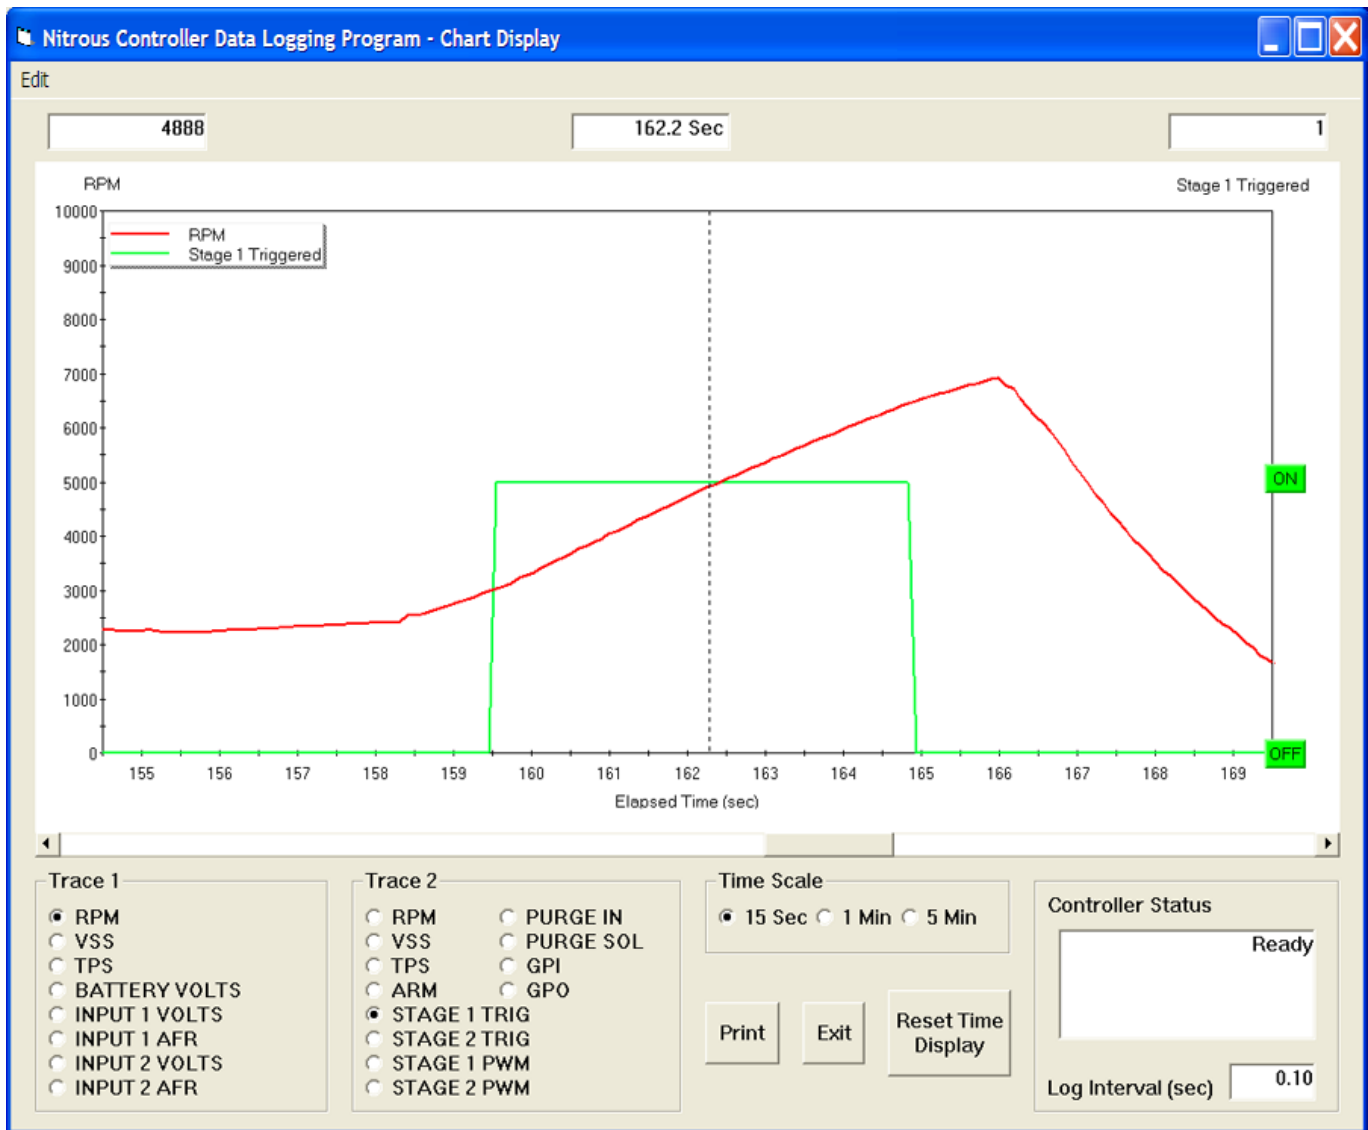 Nitrous Controller Data Logging Program - Chart Display
Edit
4888
162.2 Sec
1
RPM
Stage 1 Triggered
10000
9000
8000
7000
6000
5000
4000
3000
2000
1000
0
RPM
Stage 1 Triggered
ON
OFF
155 156 157 158 159 160 161 162 163 164 165 166 167 168 169
Elapsed Time (sec)
Trace 1
RPM
VSS
TPS
BATTERY VOLTS
INPUT 1 VOLTS
INPUT 1 AFR
INPUT 2 VOLTS
INPUT 2 AFR
Trace 2
RPM
VSS
TPS
ARM
STAGE 1 TRIG
STAGE 2 TRIG
STAGE 1 PWM
STAGE 2 PWM
PURGE IN
PURGE SOL
GPI
GPO
Time Scale
15 Sec 1 Min 5 Min
Print
Exit
Reset Time
Display
Controller Status
Ready
Log Interval (sec) 0.10